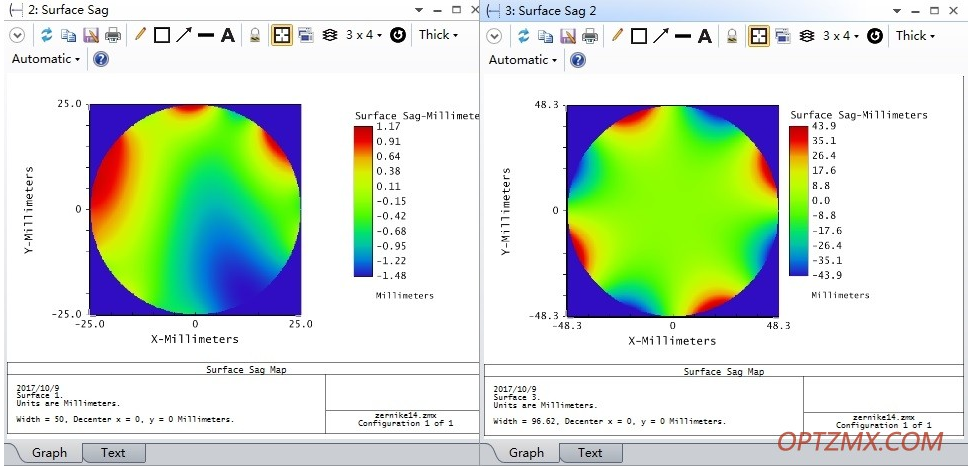 2: Surface Sag
3 x 4
Thick
Automatic
25.0
0
-25.0
-25.0
0
25.0
Y-Millimeters
X-Millimeters
Surface Sag-Millimete
1.17
0.91
0.64
0.38
0.11
-0.15
-0.42
-0.68
-0.95
-1.22
-1.48
Millimeters
Surface Sag Map
2017/10/9
Surface 1.
Units are Millimeters.
Width = 50, Decenter x = 0, y = 0 Millimeters.
zernike14.zmx
Configuration 1 of 1
Graph
Text
3: Surface Sag 2
3 x 4
Thick
Automatic
48.3
0
-48.3
-48.3
0
48.3
Y-Millimeters
X-Millimeters
Surface Sag-Millimeters
43.9
35.1
26.4
17.6
8.8
0.0
-8.8
-17.6
-26.4
-35.1
-43.9
Millimeters
Surface Sag Map
2017/10/9
Surface 3.
Units are Millimeters.
Width = 96.62, Decenter x = 0, y = 0 Millimeters.
zernike14.zmx
Configuration 1 of 1
OPTZMX.COM
Graph
Text